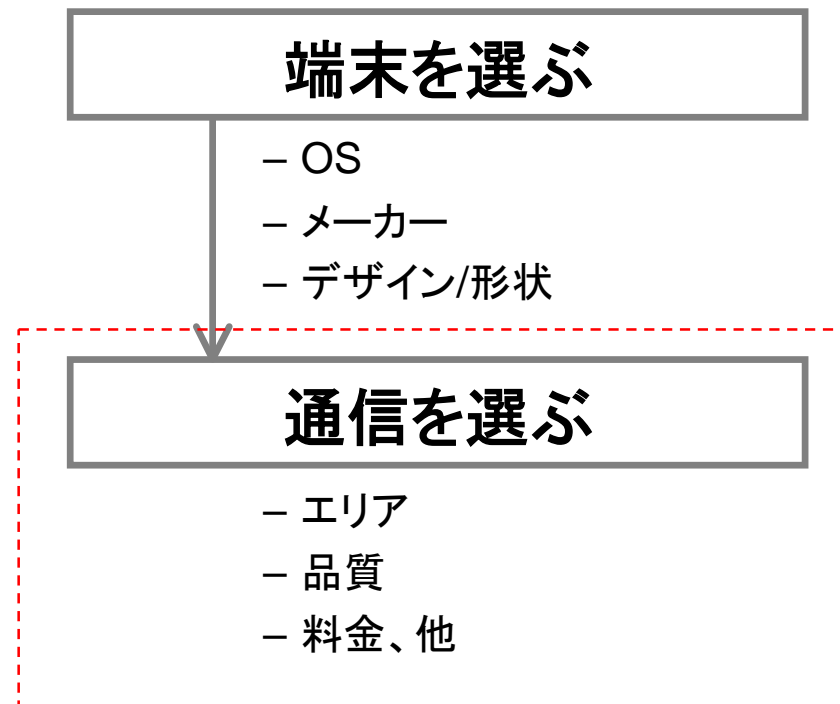 端末を選ぶ
– OS
– メーカー
– デザイン/形状
通信を選ぶ
– エリア
– 品質
– 料金、他